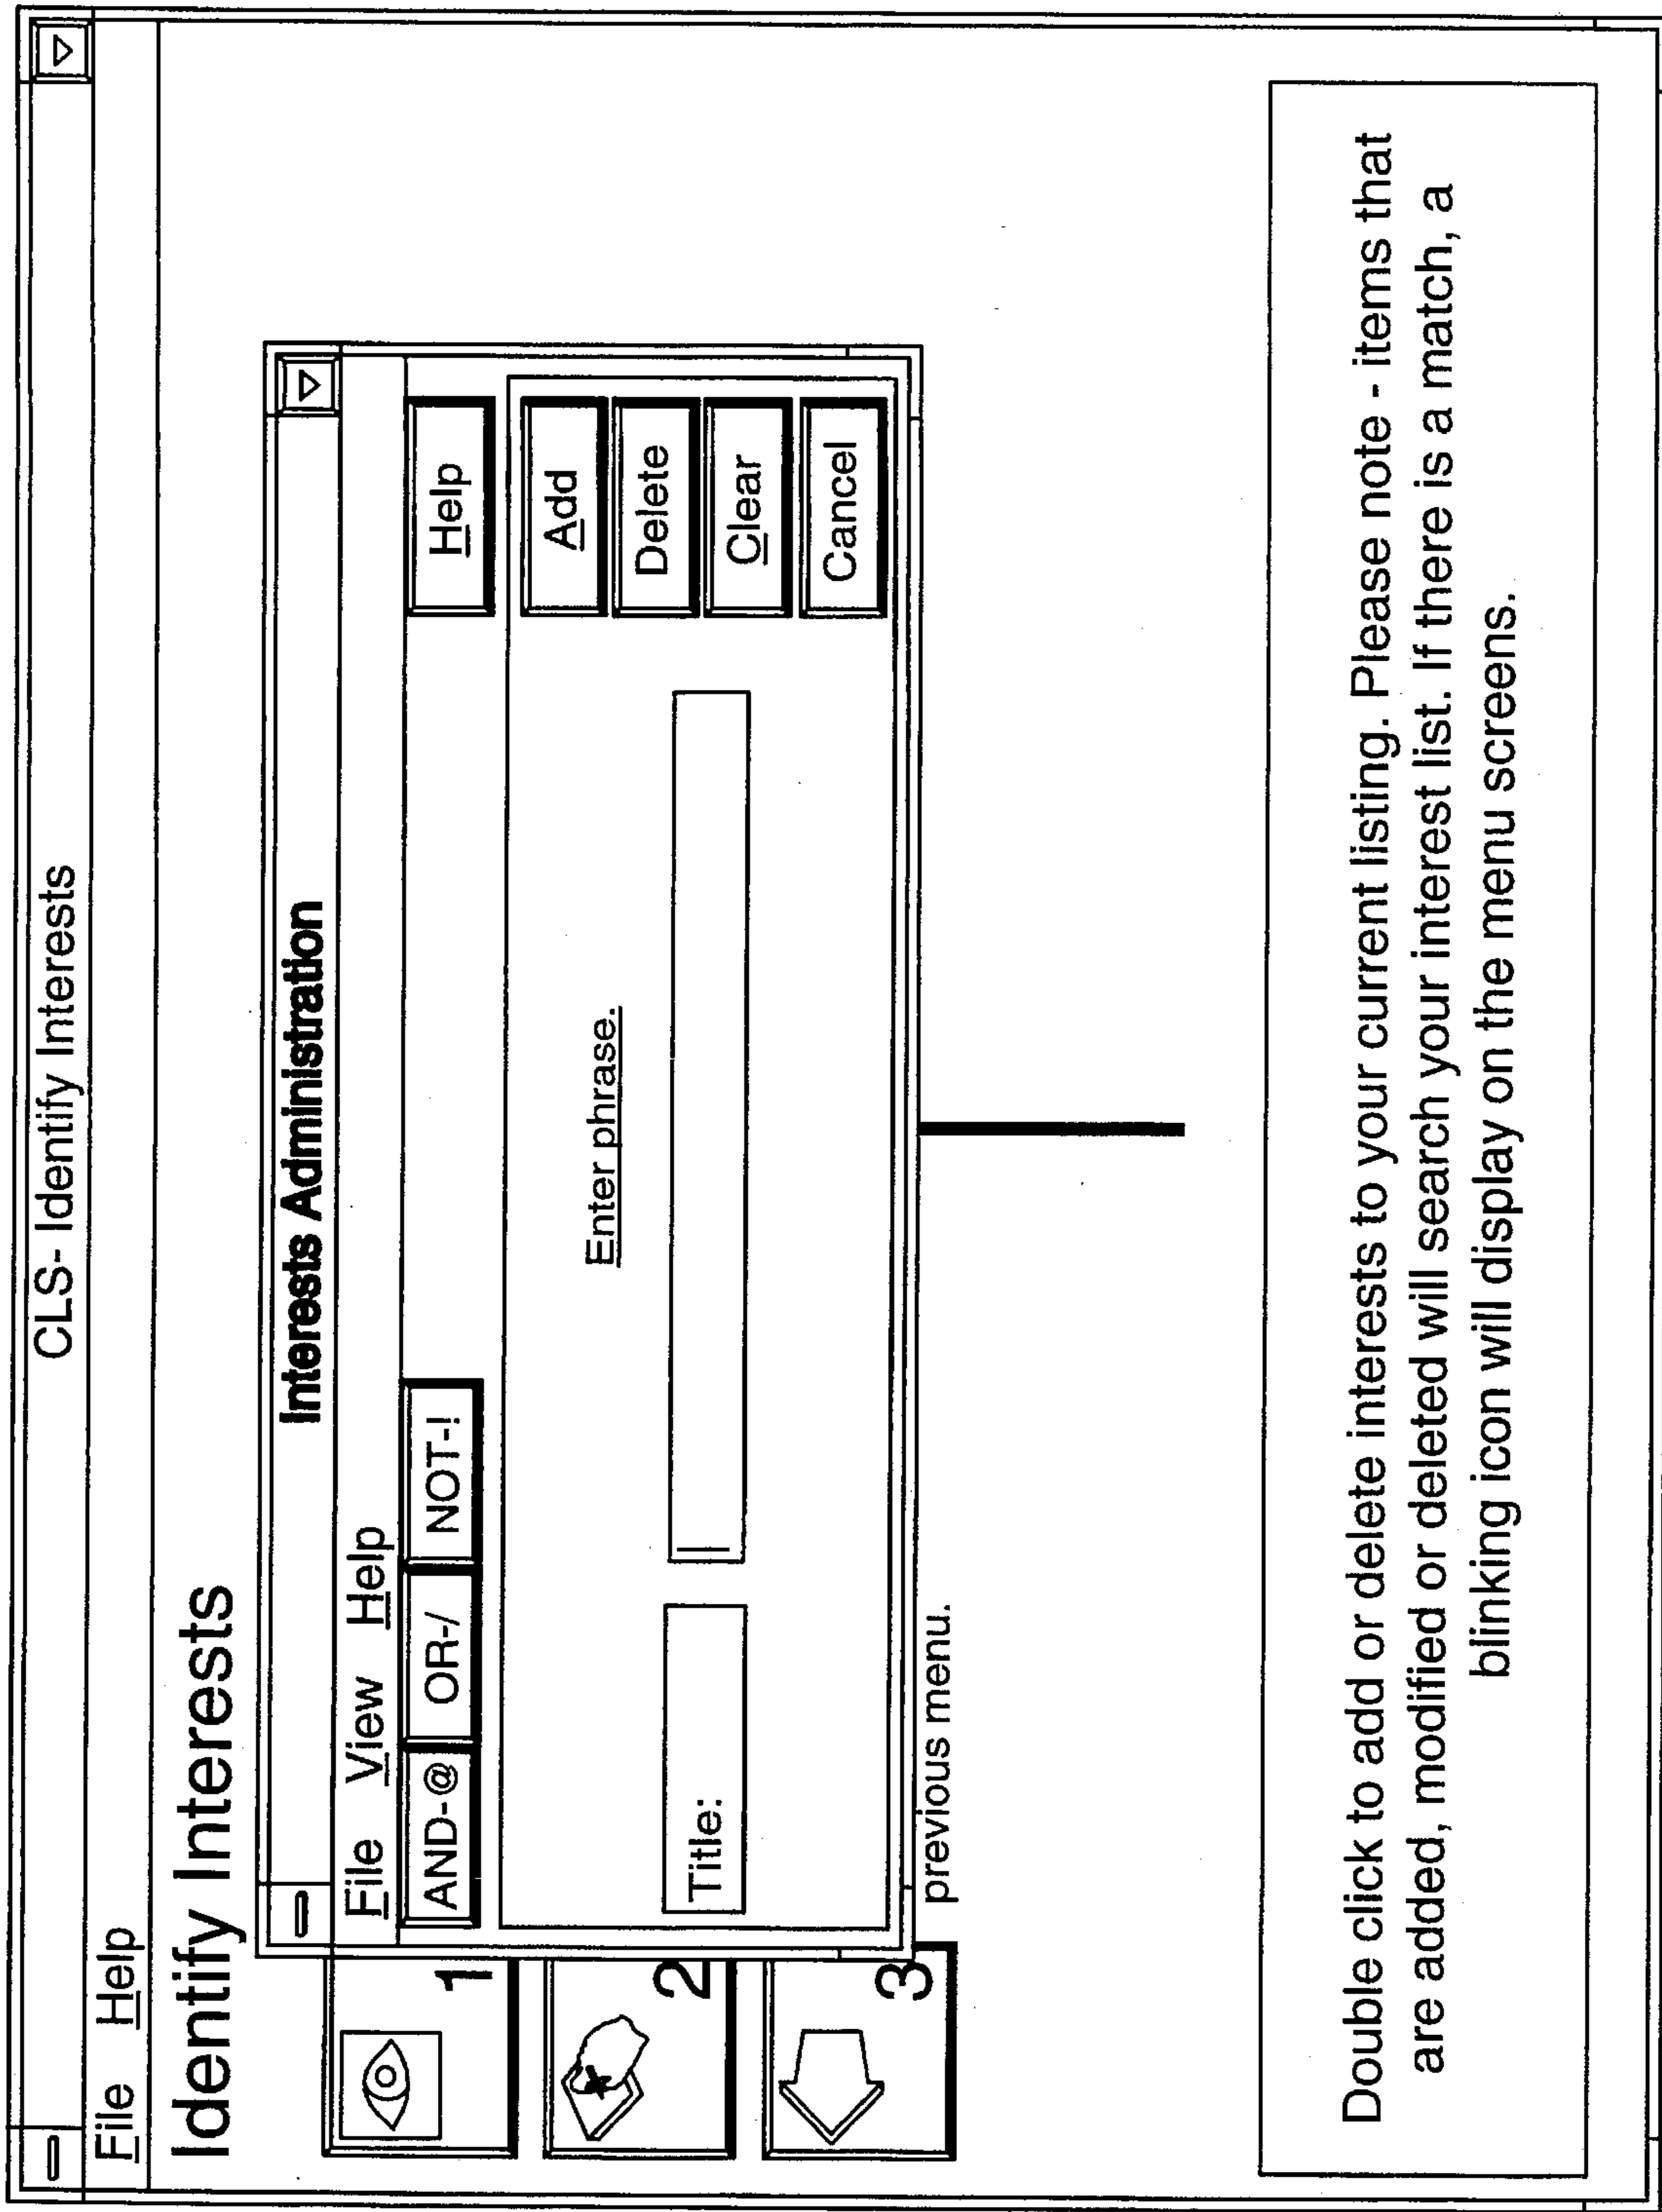 CLS- Identify Interests
File Help
Identify Interests
Interests Administration
File View Help
AND-@ OR-/ NOT-! Help
Enter phrase.
Title:
Add
Delete
Clear
Cancel
1
2
3
previous menu.
Double click to add or delete interests to your current listing. Please note - items that
are added, modified or deleted will search your interest list. If there is a match, a
blinking icon will display on the menu screens.